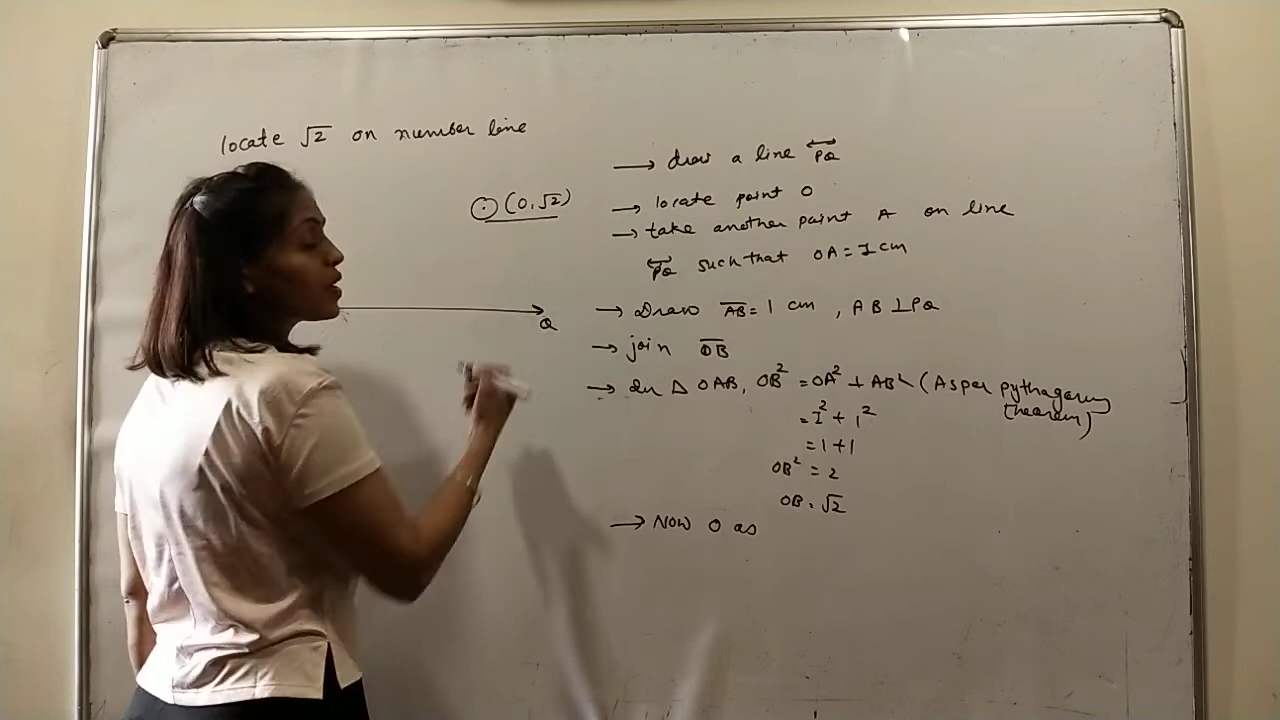 locate √2 on number line
⊙ (0, √2)
Q
→ draw a line PQ
→ locate point O
→ take another point A on line
PQ such that OA = 1 cm
→ Draw AB = 1 cm , AB ⊥ PQ
→ join OB
→ In Δ OAB, OB² = OA² + AB² (As per pythagorus
theorem)
= 1² + 1²
= 1 + 1
OB² = 2
OB = √2
→ Now O as